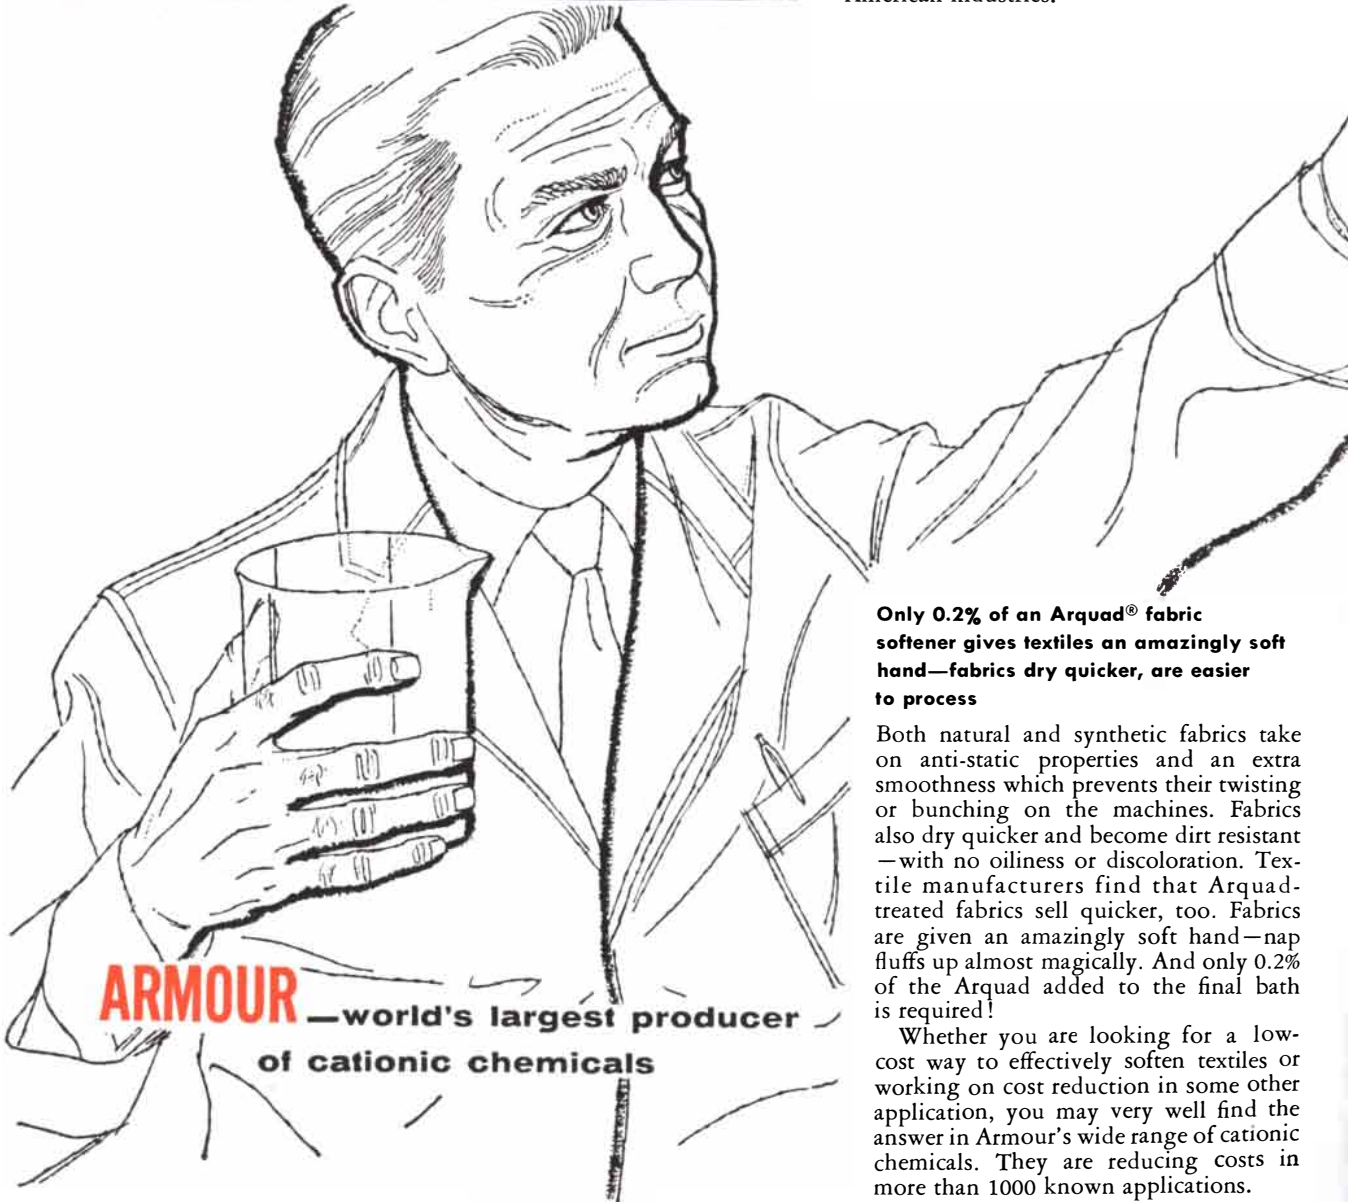 American industries.
Only 0.2% of an Arquad® fabric
softener gives textiles an amazingly soft
hand—fabrics dry quicker, are easier
to process
Both natural and synthetic fabrics take
on anti-static properties and an extra
smoothness which prevents their twisting
or bunching on the machines. Fabrics
also dry quicker and become dirt resistant
—with no oiliness or discoloration. Tex-
tile manufacturers find that Arquad-
treated fabrics sell quicker, too. Fabrics
are given an amazingly soft hand—nap
fluffs up almost magically. And only 0.2%
of the Arquad added to the final bath
is required!
Whether you are looking for a low-
cost way to effectively soften textiles or
working on cost reduction in some other
application, you may very well find the
answer in Armour's wide range of cationic
chemicals. They are reducing costs in
more than 1000 known applications.
ARMOUR—world's largest producer
of cationic chemicals